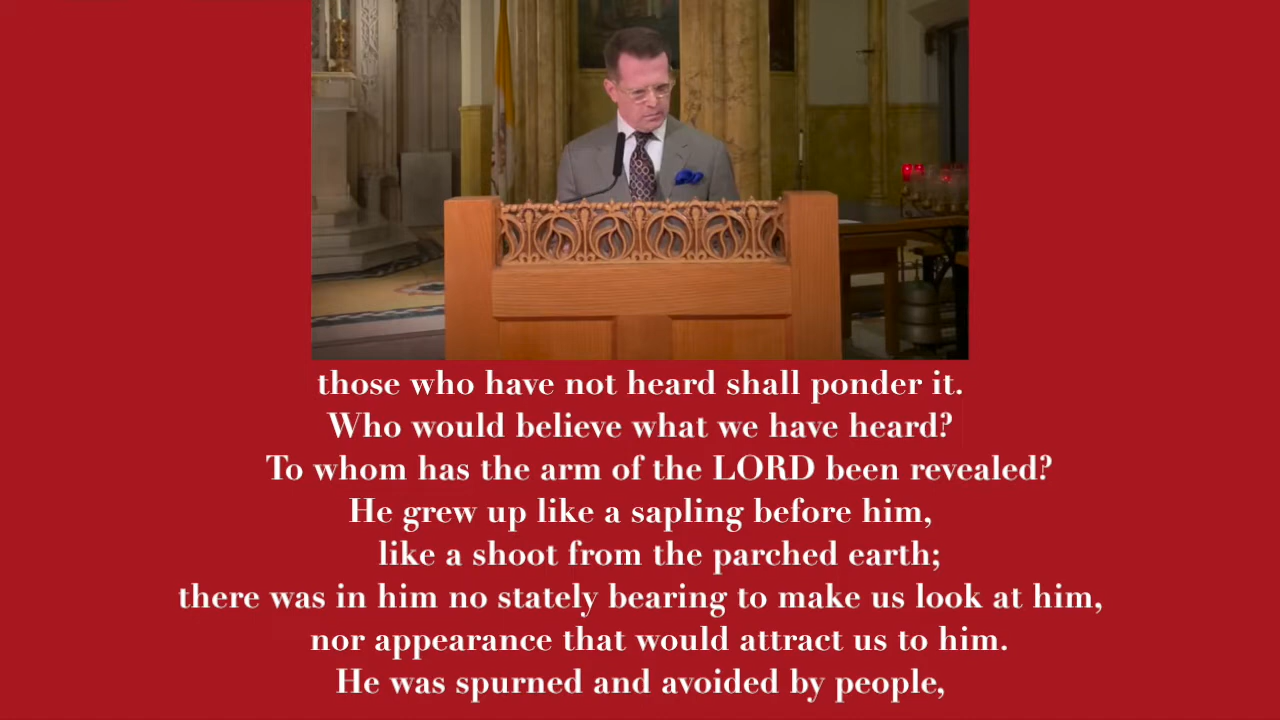 those who have not heard shall ponder it.
Who would believe what we have heard?
To whom has the arm of the LORD been revealed?
He grew up like a sapling before him,
like a shoot from the parched earth;
there was in him no stately bearing to make us look at him,
nor appearance that would attract us to him.
He was spurned and avoided by people,